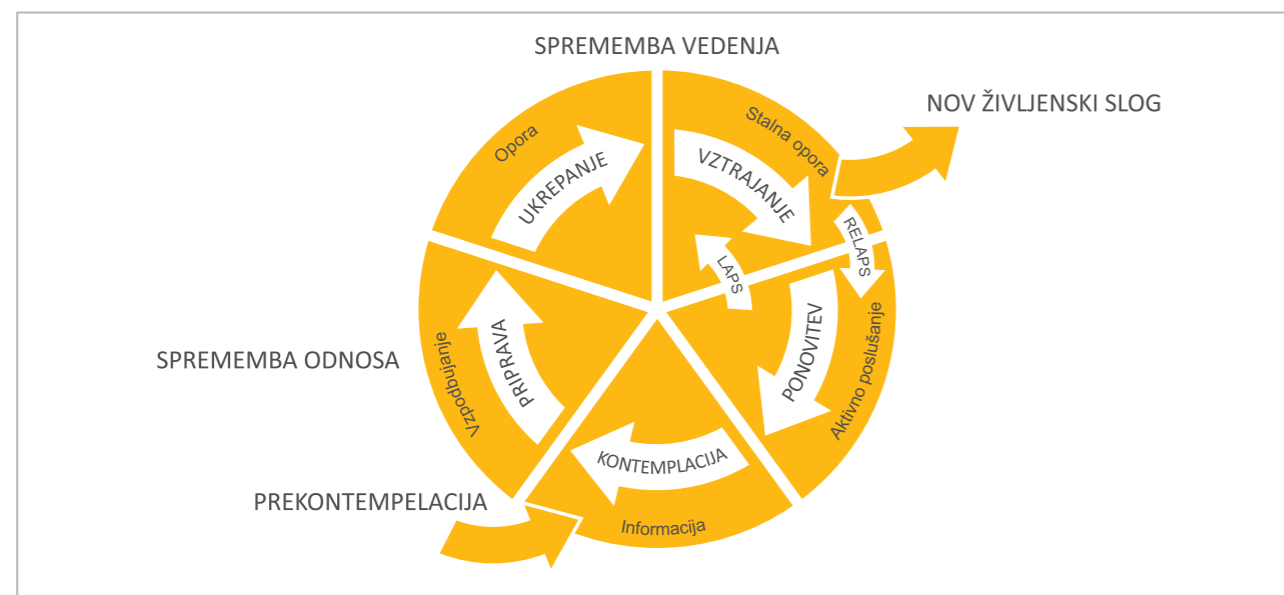 SPREMEMBA VEDENJA
NOV ŽIVLJENSKI SLOG
Opora
UKREPANJE
Stalna opora
VZTRAJANJE
RELAPS
LAPS
SPREMEMBA ODNOSA
Vzpodbujanje
PRIPRAVA
PONOVITEV
Aktivno poslušanje
KONTEMPLACIJA
PREKONTEMPELACIJA
Informacija